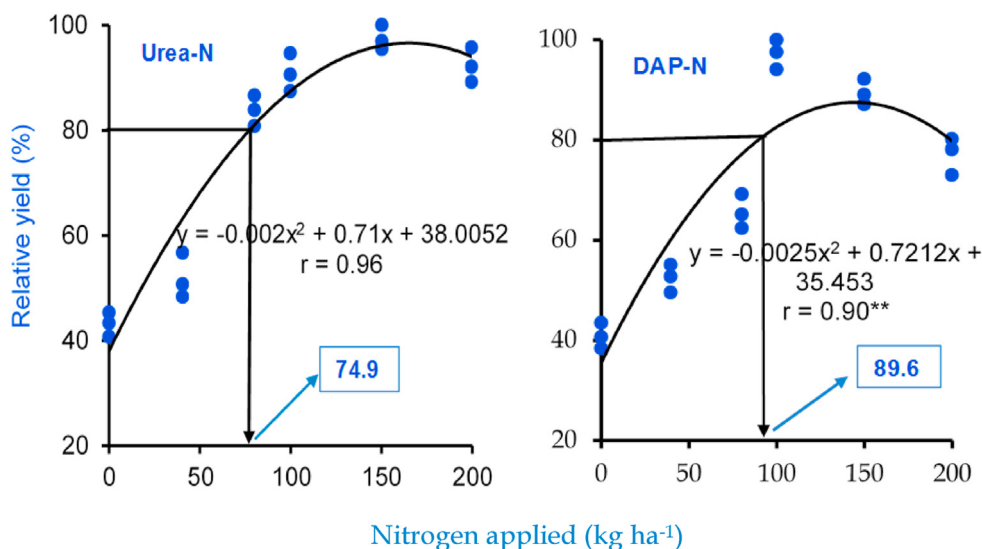 Urea-N
Relative yield (%)
100
80
60
40
20
y = -0.002x² + 0.71x + 38.0052
r = 0.96
74.9
0 50 100 150 200
DAP-N
100
80
60
40
20
y = -0.0025x² + 0.7212x +
35.453
r = 0.90**
89.6
0 50 100 150 200
Nitrogen applied (kg ha⁻¹)